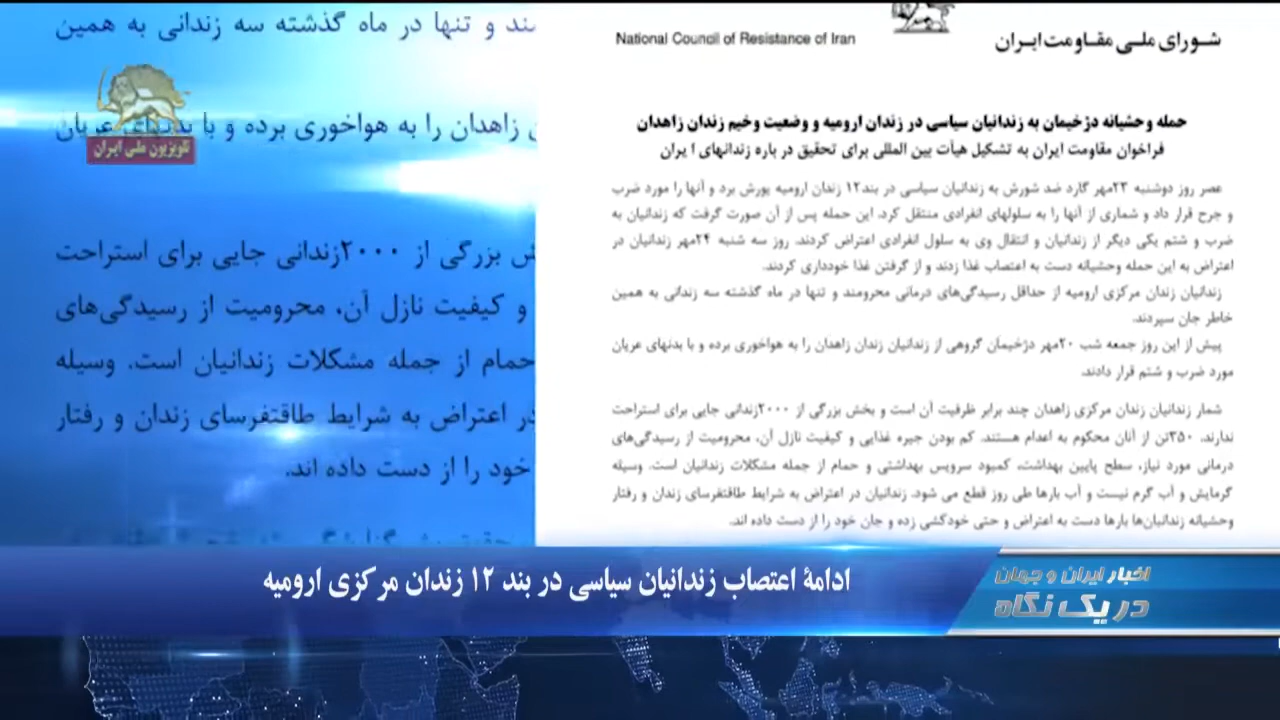 شورای ملی مقاومت ایران
National Council of Resistance of Iran
حمله وحشیانه دژخیمان به زندانیان سیاسی در زندان ارومیه و وضعیت وخیم زندان زاهدان
فراخوان مقاومت ایران به تشکیل هیأت بین المللی برای تحقیق در باره زندانهای ایران
عصر روز دوشنبه ۲۳مهر گارد ضد شورش به زندانیان سیاسی در بند۱۲ زندان ارومیه یورش برد و آنها را مورد ضرب
و جرح قرار داد و شماری از آنها را به سلولهای انفرادی منتقل کرد. این حمله پس از آن صورت گرفت که زندانیان به
ضرب و شتم یکی دیگر از زندانیان و انتقال وی به سلول انفرادی اعتراض کردند. روز سه شنبه ۲۴مهر زندانیان در
اعتراض به این حمله وحشیانه دست به اعتصاب غذا زدند و از گرفتن غذا خودداری کردند.
زندانیان زندان مرکزی ارومیه از حداقل رسیدگی‌های درمانی محرومند و تنها در ماه گذشته سه زندانی به همین
خاطر جان سپردند.
پیش از این روز جمعه شب ۲۰مهر دژخیمان گروهی از زندانیان زندان زاهدان را به هواخوری برده و با بدنهای عریان
مورد ضرب و شتم قرار دادند.
شمار زندانیان زندان مرکزی زاهدان چند برابر ظرفیت آن است و بخش بزرگی از ۲۰۰۰زندانی جایی برای استراحت
ندارند. ۳۵۰تن از آنان محکوم به اعدام هستند. کم بودن جیره غذایی و کیفیت نازل آن، محرومیت از رسیدگی‌های
درمانی مورد نیاز، سطح پایین بهداشت، کمبود سرویس بهداشتی و حمام از جمله مشکلات زندانیان است. وسیله
گرمایش و آب گرم نیست و آب بارها طی روز قطع می شود. زندانیان در اعتراض به شرایط طاقتفرسای زندان و رفتار
وحشیانه زندانبان‌ها بارها دست به اعتراض و حتی خودکشی زده و جان خود را از دست داده اند.
و تنها در ماه گذشته سه زندانی به همین
زاهدان را به هواخوری برده و با بدنهای عریان
تلویزیون ملی ایران
بزرگی از ۲۰۰۰زندانی جایی برای استراحت
و کیفیت نازل آن، محرومیت از رسیدگی‌های
حمام از جمله مشکلات زندانیان است. وسیله
در اعتراض به شرایط طاقتفرسای زندان و رفتار
خود را از دست داده اند.
اخبار ایران و جهان
در یک نگاه
ادامهٔ اعتصاب زندانیان سیاسی در بند ۱۲ زندان مرکزی ارومیه